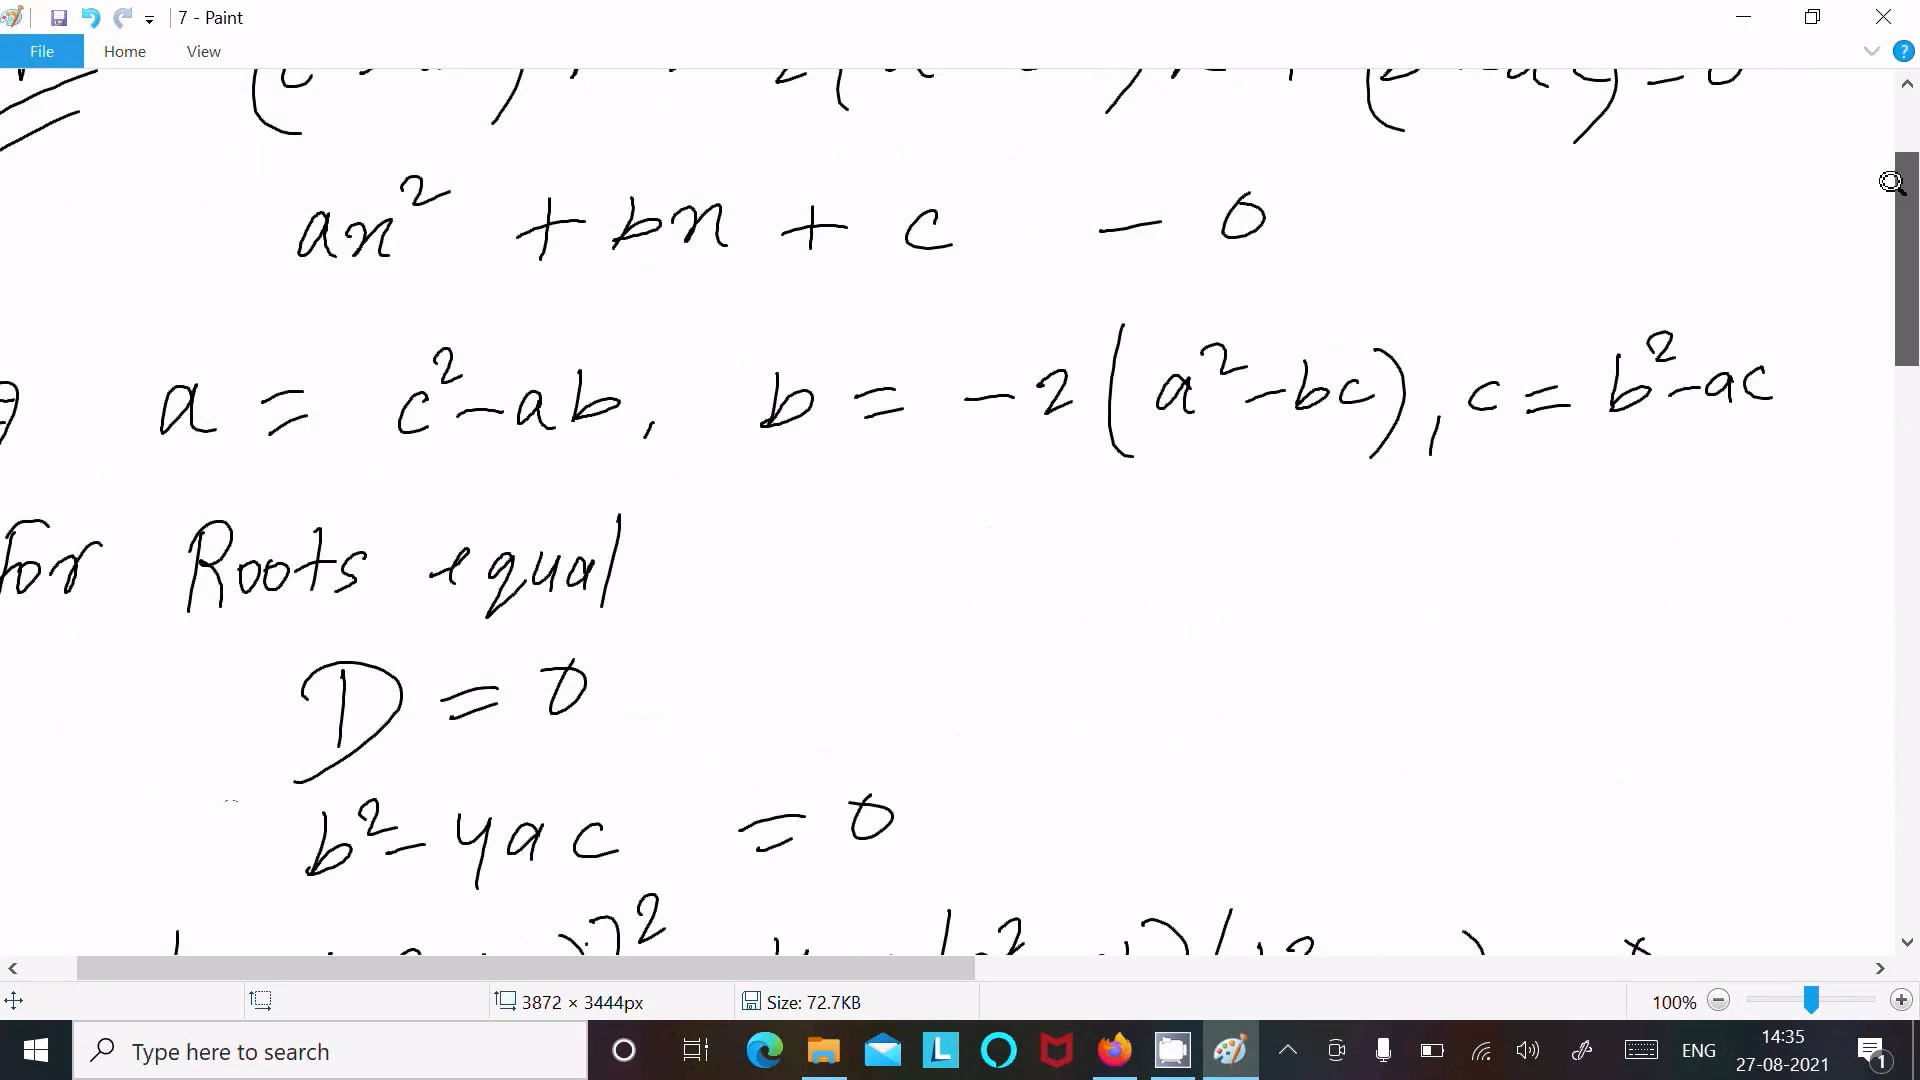 7 - Paint
File Home View
ax² + bx + c - 0
a = c² - ab, b = -2(a² - bc), c = b² - ac
For Roots equal
D = 0
b² - 4ac = 0
3872 × 3444px Size: 72.7KB 100%
Type here to search
ENG
14:35
27-08-2021
1